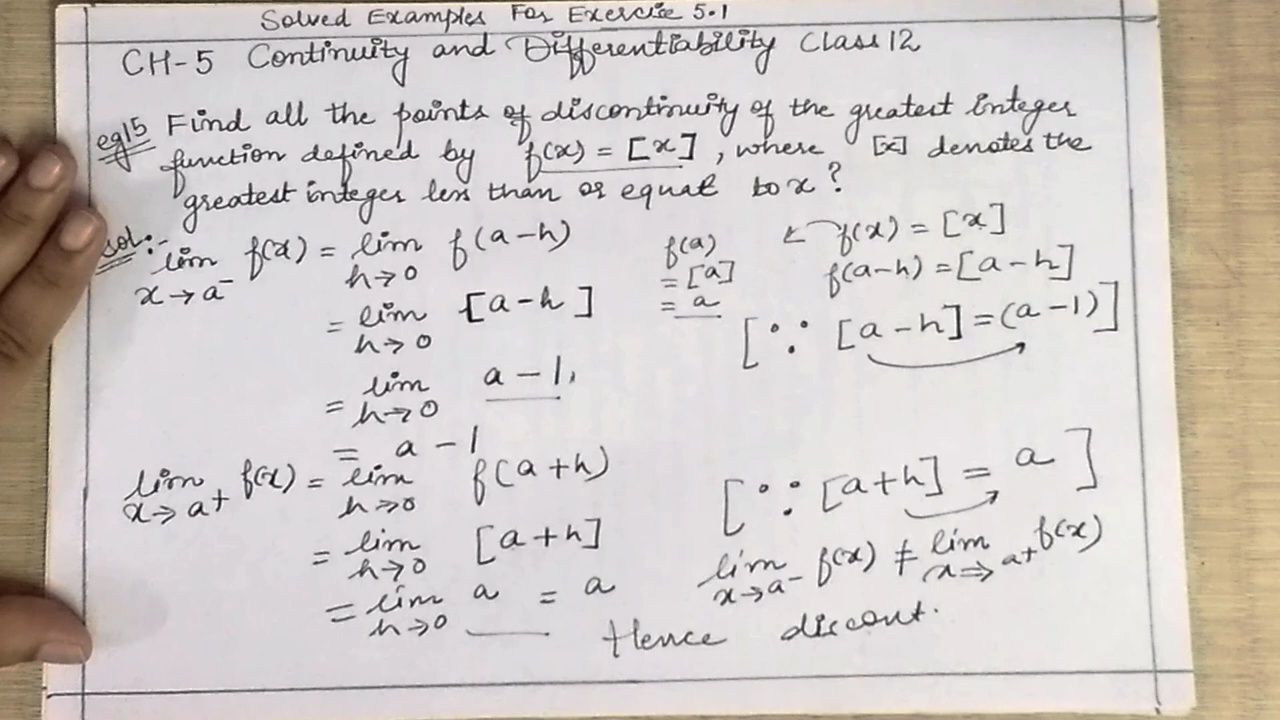 Solved Examples For Exercise 5.1
CH-5 Continuity and Differentiability Class 12
eg15 Find all the points of discontinuity of the greatest integer
function defined by f(x) = [x], where [x] denotes the
greatest integer less than or equal to x?
sol:-
lim x→a⁻ f(x) = lim h→0 f(a-h)
= lim h→0 [a-h]
= lim h→0 a-1,
= a-1
f(a)
= [a]
= a
f(x) = [x]
f(a-h) = [a-h]
[∵ [a-h] = (a-1)]
lim x→a+ f(x) = lim h→0 f(a+h)
= lim h→0 [a+h]
= lim h→0 a = a
[∵ [a+h] = a]
lim x→a⁻ f(x) ≠ lim x→a+ f(x)
Hence discont.